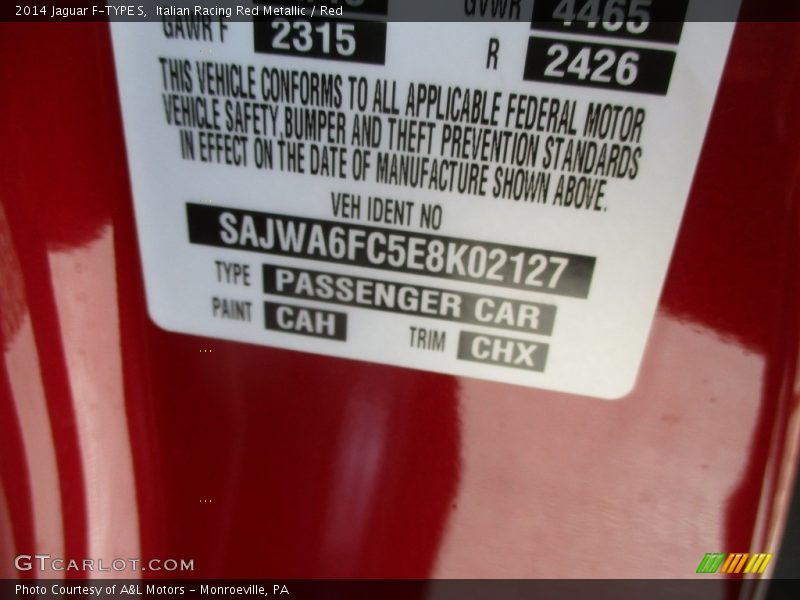 2014 Jaguar F-TYPE S,  Italian Racing Red Metallic / Red
GVWR 4465
GAWR F 2315 R 2426
THIS VEHICLE CONFORMS TO ALL APPLICABLE FEDERAL MOTOR
VEHICLE SAFETY, BUMPER AND THEFT PREVENTION STANDARDS
IN EFFECT ON THE DATE OF MANUFACTURE SHOWN ABOVE.
VEH IDENT NO
SAJWA6FC5E8K02127
TYPE PASSENGER CAR
PAINT CAH TRIM CHX
GTCARLOT.COM
Photo Courtesy of A&L Motors - Monroeville, PA